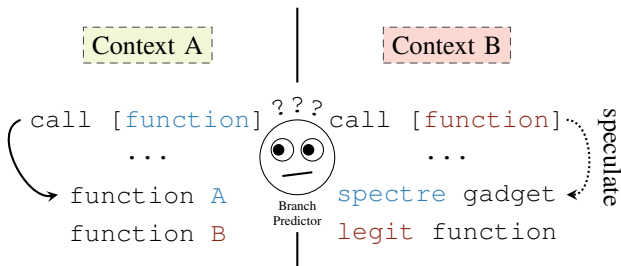 Context A
Context B
? ? ?
call [function]
call [function]
...
...
speculate
function A
spectre gadget
Branch
Predictor
function B
legit function